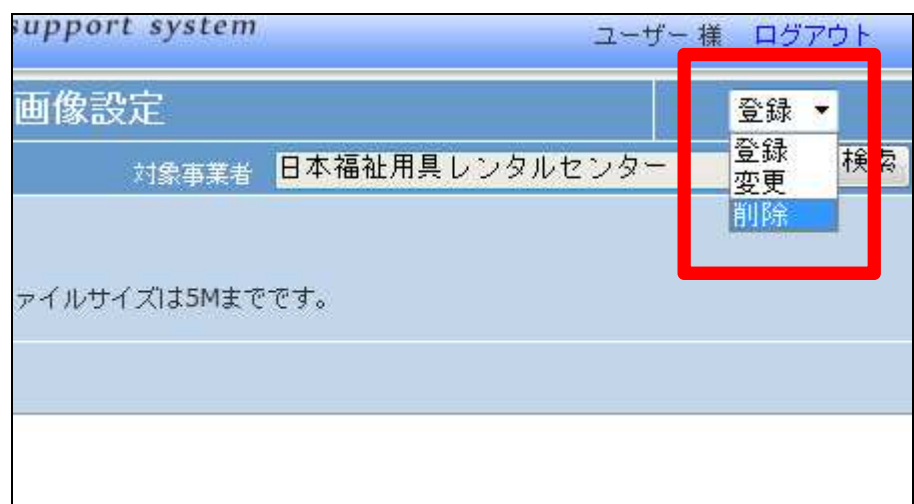 support system
ユーザー 様 ログアウト
画像設定
登録
対象事業者 日本福祉用具レンタルセンター 検索
登録
変更
削除
ァイルサイズは5Mまでです。